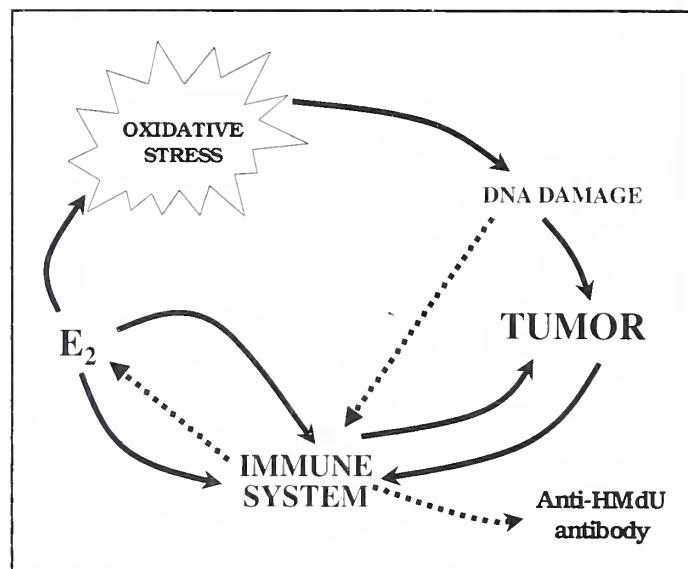 OXIDATIVE
STRESS
DNA DAMAGE
TUMOR
E₂
IMMUNE
SYSTEM
Anti-HMdU
antibody